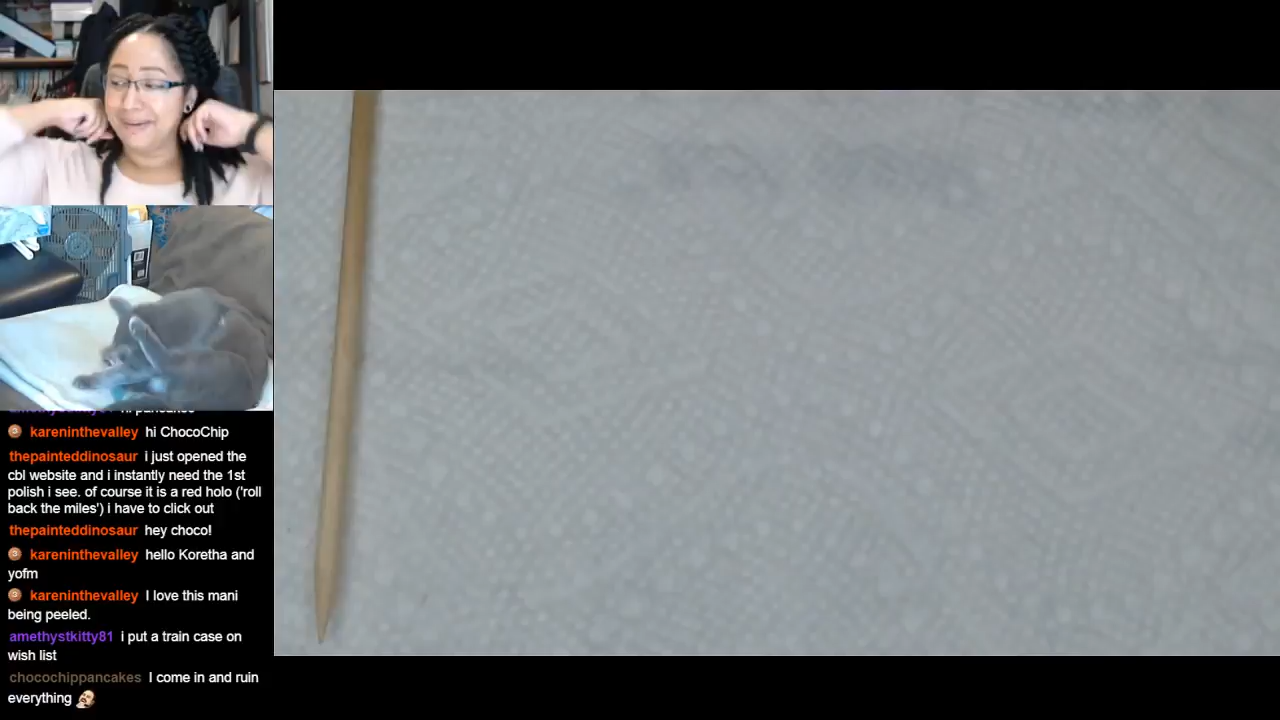 hi pancakes
kareninthevalley hi ChocoChip
thepainteddinosaur i just opened the
cbl website and i instantly need the 1st
polish i see. of course it is a red holo ('roll
back the miles') i have to click out
thepainteddinosaur hey choco!
kareninthevalley hello Koretha and
yofm
kareninthevalley I love this mani
being peeled.
amethystkitty81 i put a train case on
wish list
chocochippancakes I come in and ruin
everything